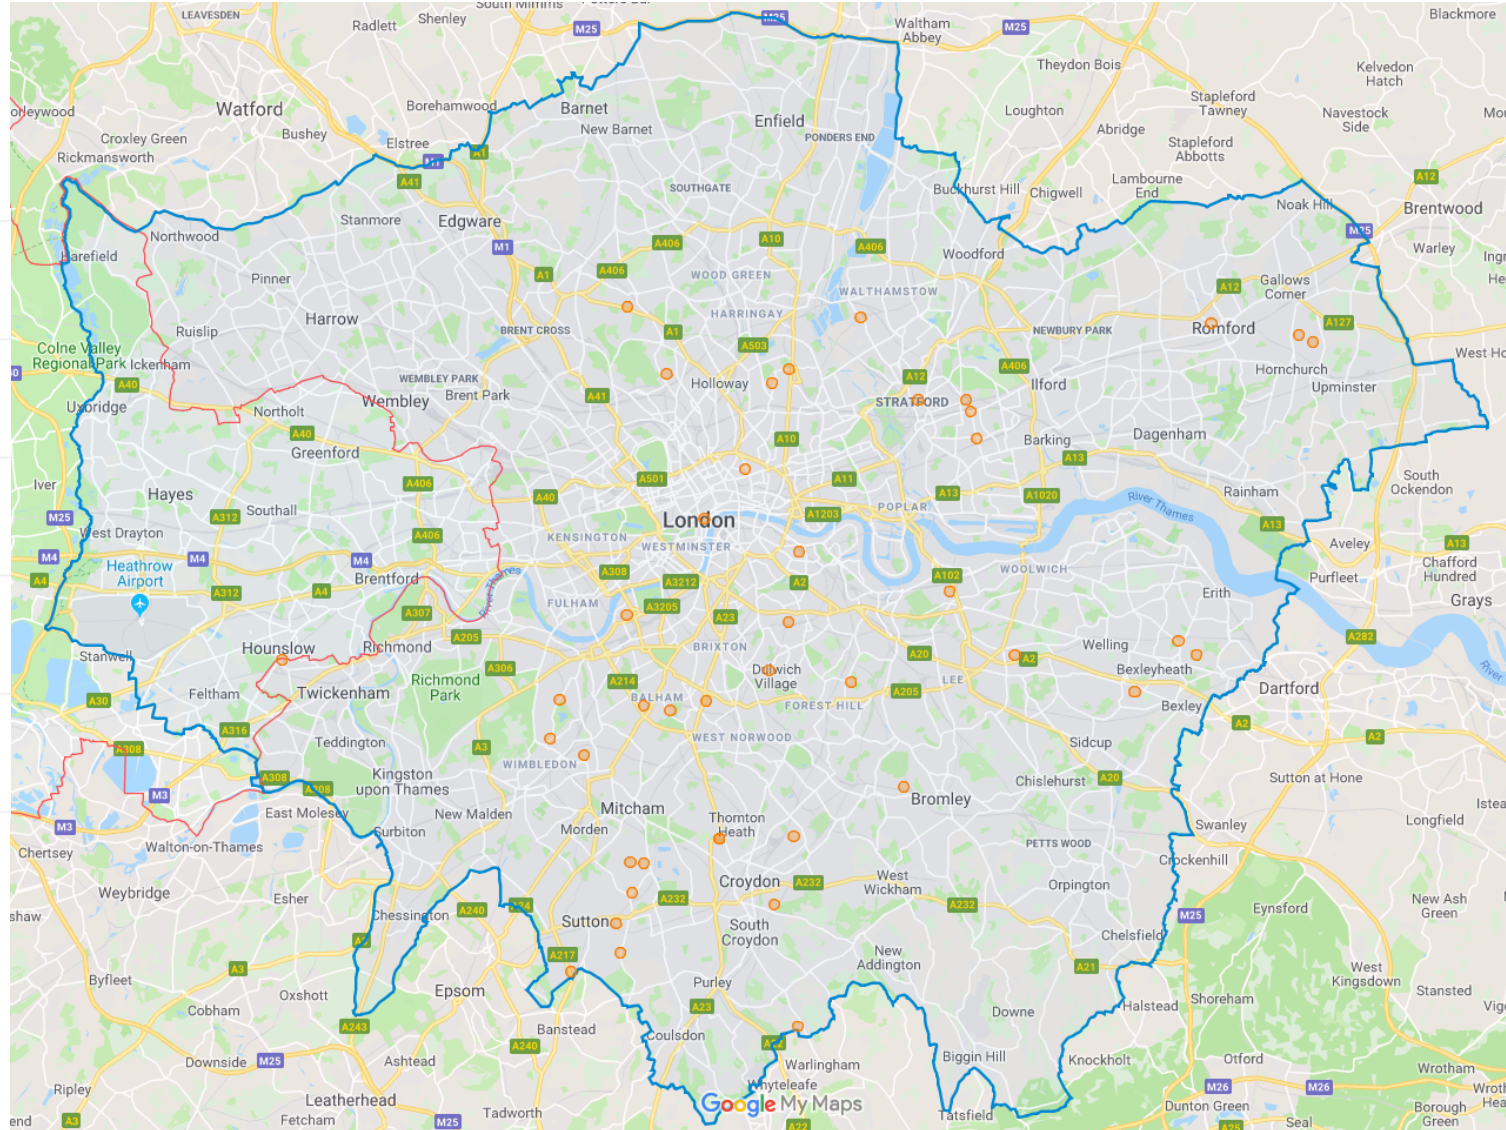 LEAVESDEN
Radlett
Shenley
M25
M25
Waltham
Abbey
M25
Blackmore
Theydon Bois
Kelvedon
Hatch
Watford
Borehamwood
Barnet
New Barnet
Enfield
PONDERS END
Loughton
Stapleford
Tawney
Navestock
Side
Croxley Green
Bushey
Elstree
Abridge
Rickmansworth
M1
A1
A41
Stapleford
Abbotts
SOUTHGATE
Buckhurst Hill
Chigwell
Lambourne
End
A12
Stanmore
Edgware
Noak Hill
Brentwood
Northwood
M1
A406
A10
A406
Woodford
M25
Warley
Harefield
Pinner
A1
A406
WOOD GREEN
WALTHAMSTOW
A12
Gallows
Corner
Ruislip
Harrow
BRENT CROSS
A1
HARRINGAY
NEWBURY PARK
Romford
A127
Colne Valley
Regional Park
Ickenham
A503
A406
Hornchurch
A40
WEMBLEY PARK
Brent Park
A41
Holloway
A12
Ilford
Upminster
Uxbridge
Northolt
Wembley
STRATFORD
A40
Greenford
A10
Barking
Dagenham
A13
Iver
Hayes
A406
A40
A501
A11
A13
A1020
Rainham
South
Ockendon
M25
A312
Southall
London
A1203
POPLAR
River Thames
A13
West Drayton
A406
KENSINGTON
WESTMINSTER
Aveley
A13
M4
M4
M4
Heathrow
Airport
Brentford
River Thames
A308
A3212
A2
A102
WOOLWICH
Purfleet
Chafford
Hundred
A4
A312
A4
A307
FULHAM
A3205
A23
Erith
Grays
Hounslow
Richmond
A205
BRIXTON
A20
A2
Welling
A282
Stanwell
A306
Bexleyheath
River
Feltham
Twickenham
Richmond
Park
A214
BALHAM
Dulwich
Village
LEE
A205
Dartford
A30
FOREST HILL
Bexley
A316
A2
A308
Teddington
A3
WEST NORWOOD
Sidcup
A2
WIMBLEDON
A308
A308
Kingston
upon Thames
Chislehurst
A20
Sutton at Hone
M3
Mitcham
Bromley
East Molesey
New Malden
Thornton
Heath
M3
Surbiton
Morden
Swanley
Longfield
Chertsey
Walton-on-Thames
PETTS WOOD
Crockenhill
Weybridge
Esher
Croydon
A232
West
Wickham
Orpington
A232
A232
Chessington
A240
A24
Sutton
South
Croydon
M25
Eynsford
New Ash
Green
A3
Chelsfield
A3
A217
New
Addington
A21
West
Kingsdown
Byfleet
Oxshott
Epsom
Purley
Stansted
Cobham
A23
Halstead
Shoreham
A243
Banstead
Coulsdon
Downe
A22
Downside
M25
Ashtead
A240
Warlingham
Biggin Hill
Knockholt
Otford
Wrotham
Ripley
Whyteleafe
M26
M26
Leatherhead
Google My Maps
Tatsfield
Dunton Green
Borough
Green
A3
Fetcham
M25
Tadworth
A22
A25
Seal